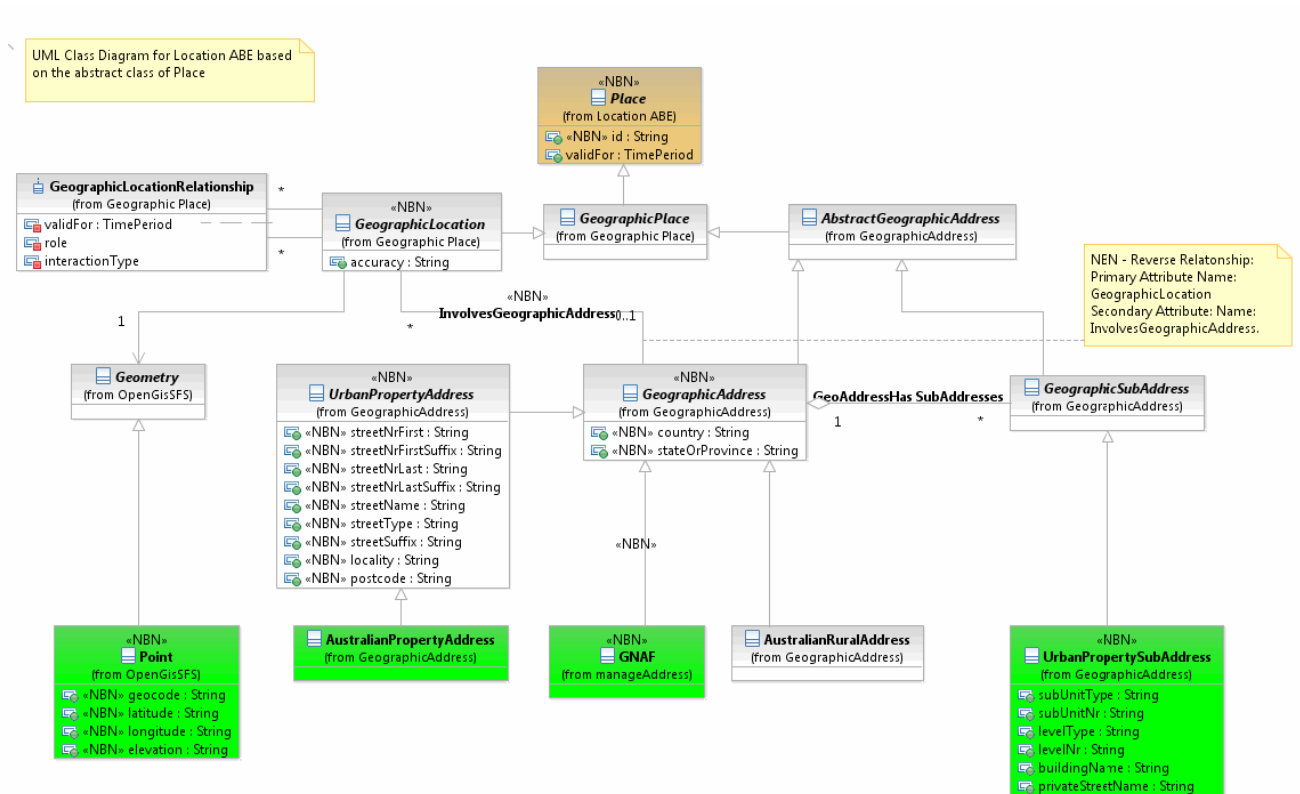 UML Class Diagram for Location ABE based
on the abstract class of Place
«NBN»
Place
(from Location ABE)
«NBN» id : String
validFor : TimePeriod
GeographicLocationRelationship
(from Geographic Place)
validFor : TimePeriod
role
interactionType
*
*
«NBN»
GeographicLocation
(from Geographic Place)
accuracy : String
GeographicPlace
(from Geographic Place)
AbstractGeographicAddress
(from GeographicAddress)
NEN - Reverse Relatonship:
Primary Attribute Name:
GeographicLocation
Secondary Attribute: Name:
InvolvesGeographicAddress.
1
«NBN»
InvolvesGeographicAddress
0..1
*
Geometry
(from OpenGisSFS)
«NBN»
UrbanPropertyAddress
(from GeographicAddress)
«NBN» streetNrFirst : String
«NBN» streetNrFirstSuffix : String
«NBN» streetNrLast : String
«NBN» streetNrLastSuffix : String
«NBN» streetName : String
«NBN» streetType : String
«NBN» streetSuffix : String
«NBN» locality : String
«NBN» postcode : String
«NBN»
GeographicAddress
(from GeographicAddress)
«NBN» country : String
«NBN» stateOrProvince : String
GeoAddressHas SubAddresses
1
*
GeographicSubAddress
(from GeographicAddress)
«NBN»
«NBN»
Point
(from OpenGisSFS)
«NBN» geocode : String
«NBN» latitude : String
«NBN» longitude : String
«NBN» elevation : String
AustralianPropertyAddress
(from GeographicAddress)
«NBN»
GNAF
(from manageAddress)
AustralianRuralAddress
(from GeographicAddress)
«NBN»
UrbanPropertySubAddress
(from GeographicAddress)
subUnitType : String
subUnitNr : String
levelType : String
levelNr : String
buildingName : String
privateStreetName : String